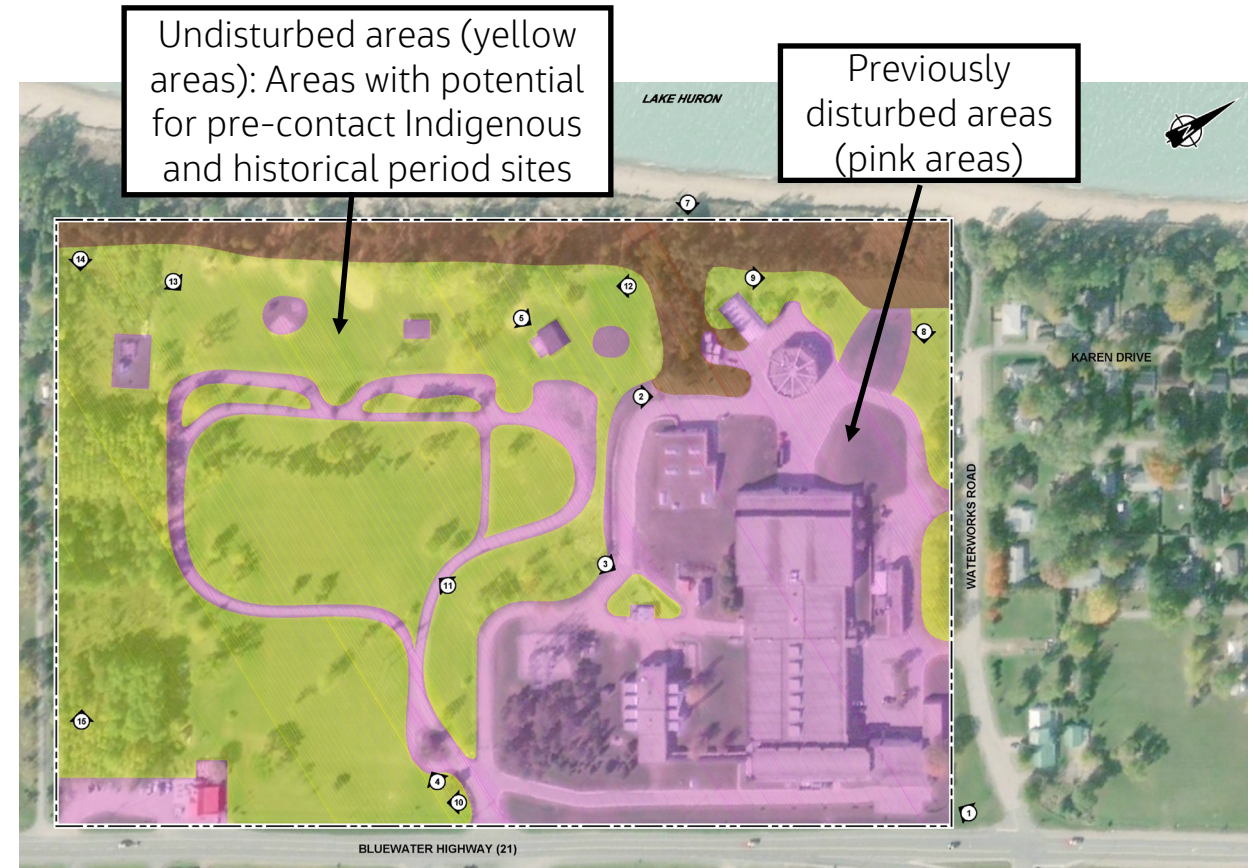 Undisturbed areas (yellow
areas): Areas with potential
for pre-contact Indigenous
and historical period sites
Previously
disturbed areas
(pink areas)
LAKE HURON
7
14
13
12
9
5
8
KAREN DRIVE
2
WATERWORKS ROAD
3
11
15
4
10
1
BLUEWATER HIGHWAY (21)